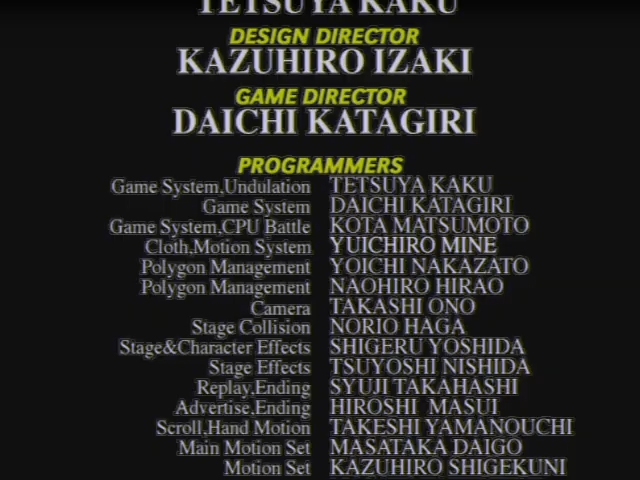 TETSUYA KAKU
DESIGN DIRECTOR
KAZUHIRO IZAKI
GAME DIRECTOR
DAICHI KATAGIRI
PROGRAMMERS
Game System,Undulation TETSUYA KAKU
Game System DAICHI KATAGIRI
Game System,CPU Battle KOTA MATSUMOTO
Cloth,Motion System YUICHIRO MINE
Polygon Management YOICHI NAKAZATO
Polygon Management NAOHIRO HIRAO
Camera TAKASHI ONO
Stage Collision NORIO HAGA
Stage&Character Effects SHIGERU YOSHIDA
Stage Effects TSUYOSHI NISHIDA
Replay,Ending SYUJI TAKAHASHI
Advertise,Ending HIROSHI MASUI
Scroll,Hand Motion TAKESHI YAMANOUCHI
Main Motion Set MASATAKA DAIGO
Motion Set KAZUHIRO SHIGEKUNI